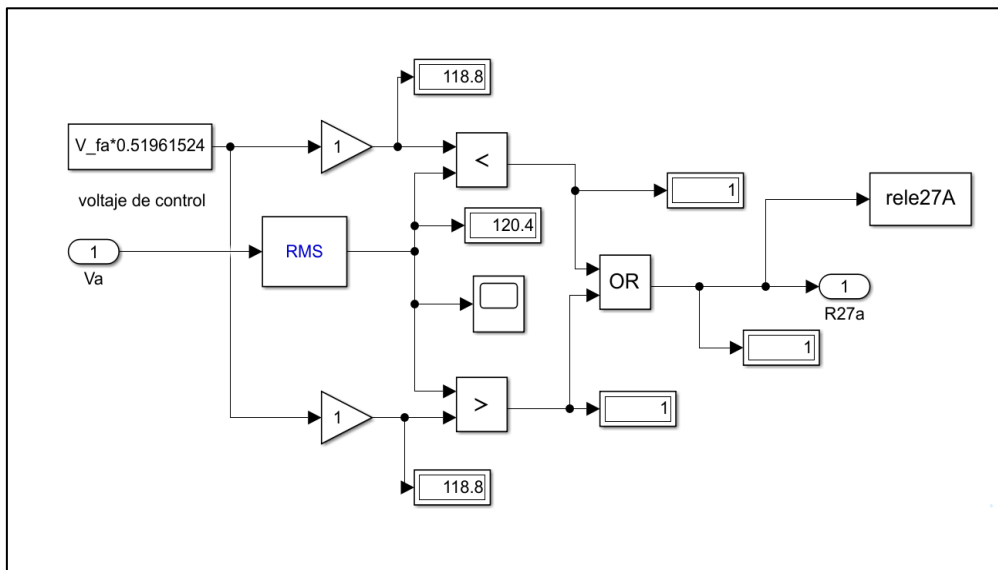 118.8
V_fa*0.51961524
1
<
1
rele27A
voltaje de control
120.4
1
RMS
OR
1
Va
R27a
1
1
>
1
118.8